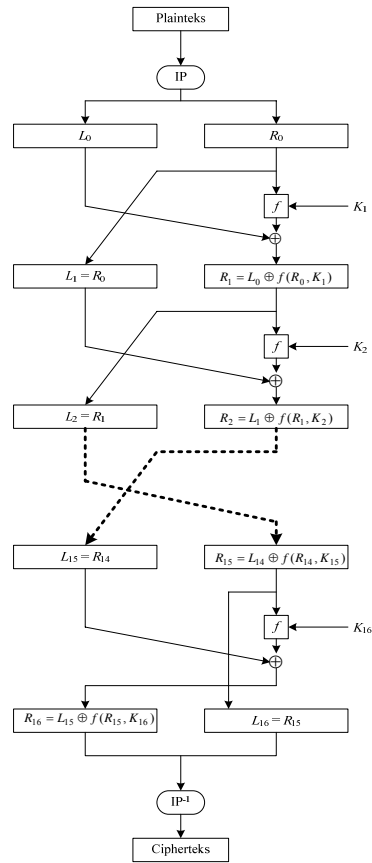 Plainteks
IP
L₀
R₀
f
K₁
⊕
L₁ = R₀
R₁ = L₀ ⊕ f(R₀, K₁)
f
K₂
⊕
L₂ = R₁
R₂ = L₁ ⊕ f(R₁, K₂)
L₁₅ = R₁₄
R₁₅ = L₁₄ ⊕ f(R₁₄, K₁₅)
f
K₁₆
⊕
R₁₆ = L₁₅ ⊕ f(R₁₅, K₁₆)
L₁₆ = R₁₅
IP⁻¹
Cipherteks